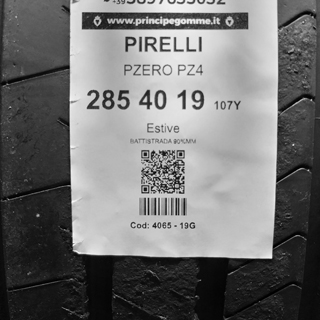 www.principegomme.it
PIRELLI
PZERO PZ4
285 40 19 107Y
Estive
BATTISTRADA 90%MM
Cod: 4065 - 19G